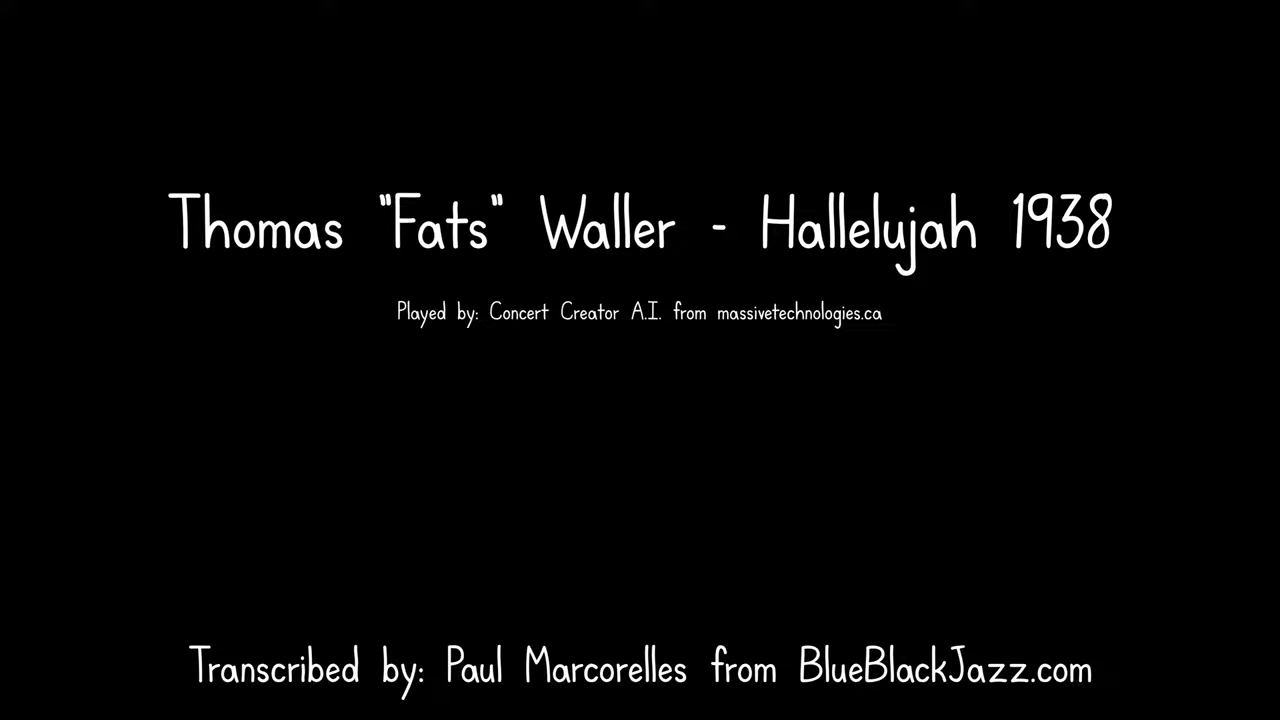 Thomas "Fats" Waller - Hallelujah 1938
Played by: Concert Creator A.I. from massivetechnologies.ca
Transcribed by: Paul Marcorelles from BlueBlackJazz.com